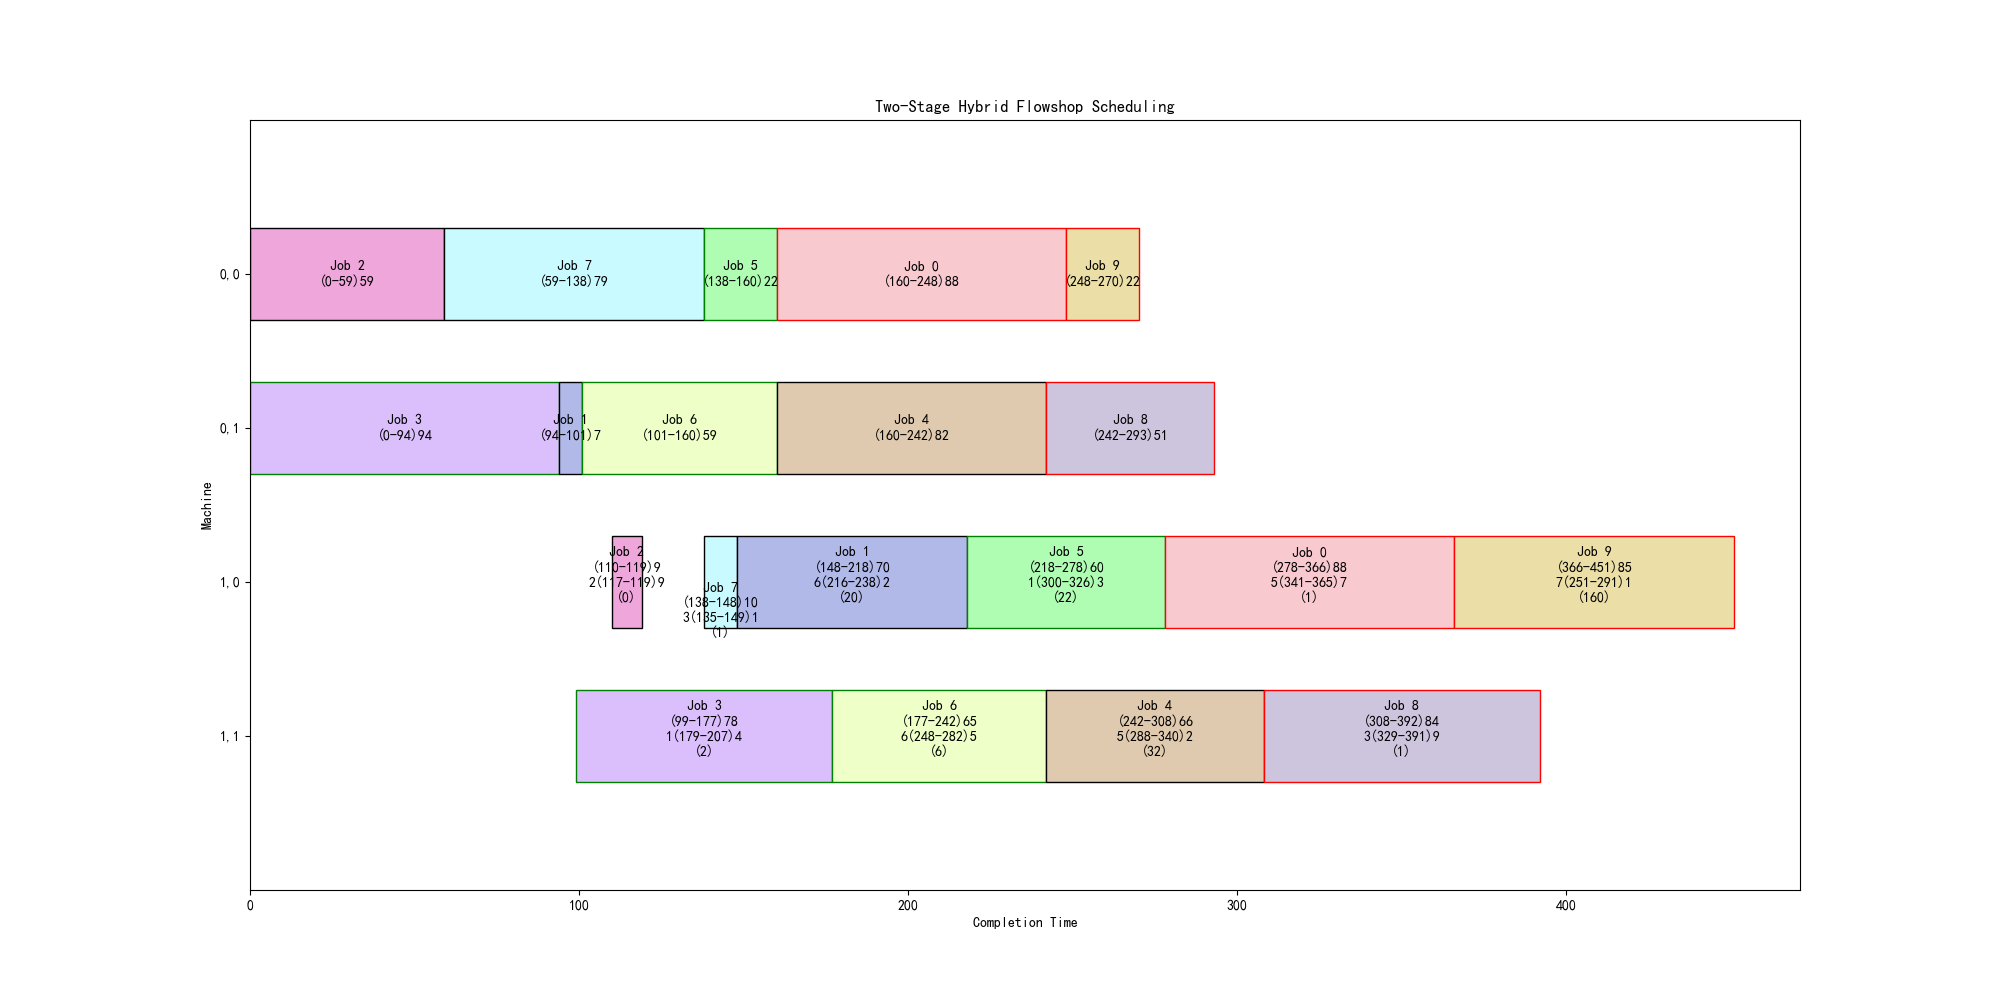 Two-Stage Hybrid Flowshop Scheduling
Machine
0,0
Job 2
(0-59)59
Job 7
(59-138)79
Job 5
(138-160)22
Job 0
(160-248)88
Job 9
(248-270)22
0,1
Job 3
(0-94)94
Job 1
(94-101)7
Job 6
(101-160)59
Job 4
(160-242)82
Job 8
(242-293)51
1,0
Job 2
(110-119)9
2(117-119)9
(0)
Job 7
(138-148)10
3(135-149)1
(1)
Job 1
(148-218)70
6(216-238)2
(20)
Job 5
(218-278)60
1(300-326)3
(22)
Job 0
(278-366)88
5(341-365)7
(1)
Job 9
(366-451)85
7(251-291)1
(160)
1,1
Job 3
(99-177)78
1(179-207)4
(2)
Job 6
(177-242)65
6(248-282)5
(6)
Job 4
(242-308)66
5(288-340)2
(32)
Job 8
(308-392)84
3(329-391)9
(1)
0 100 200 300 400
Completion Time